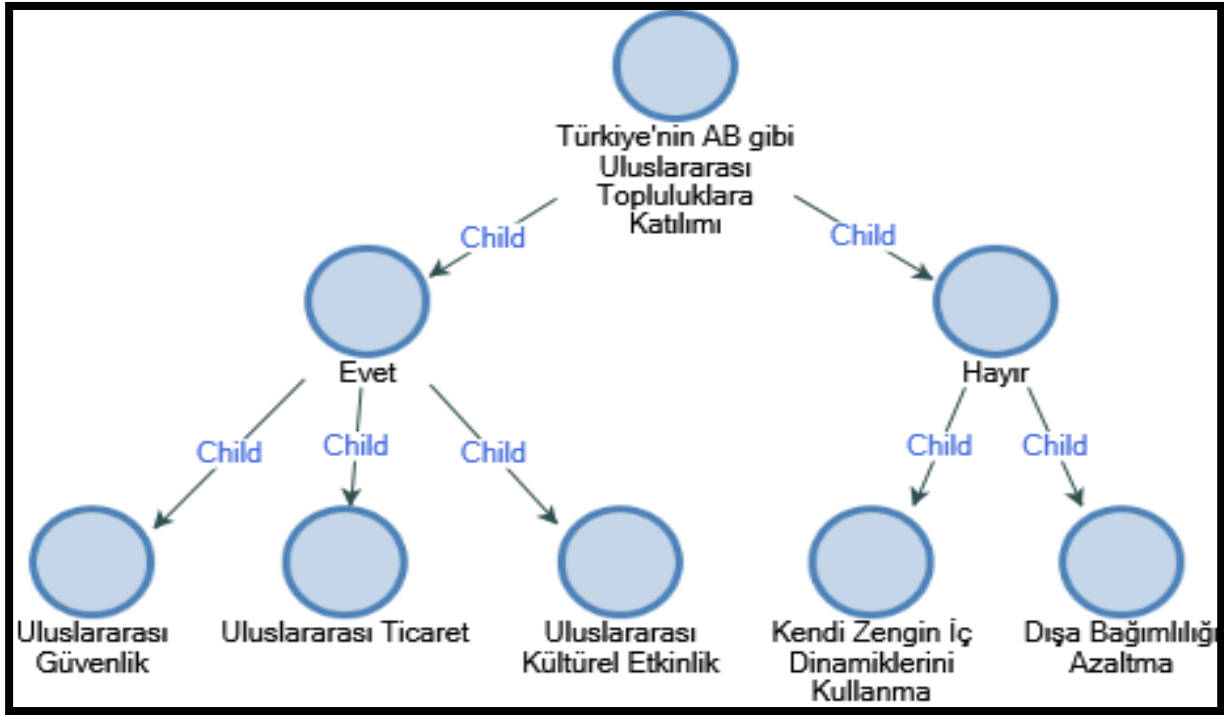 Türkiye'nin AB gibi
Uluslararası
Topluluklara
Katılımı
Child
Child
Evet
Hayır
Child
Child
Child
Child
Child
Uluslararası
Güvenlik
Uluslararası Ticaret
Uluslararası
Kültürel Etkinlik
Kendi Zengin İç
Dinamiklerini
Kullanma
Dışa Bağımlılığı
Azaltma